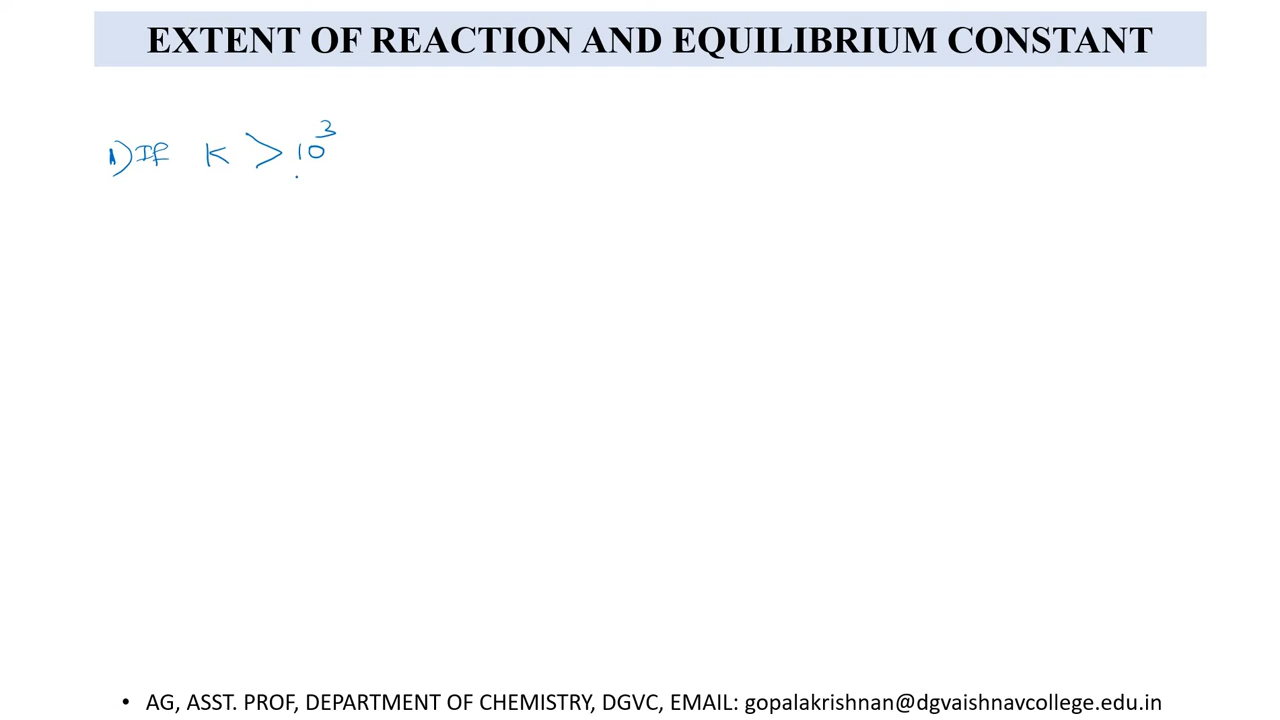 EXTENT OF REACTION AND EQUILIBRIUM CONSTANT
1) If K > 10³
• AG, ASST. PROF, DEPARTMENT OF CHEMISTRY, DGVC, EMAIL: gopalakrishnan@dgvaishnavcollege.edu.in